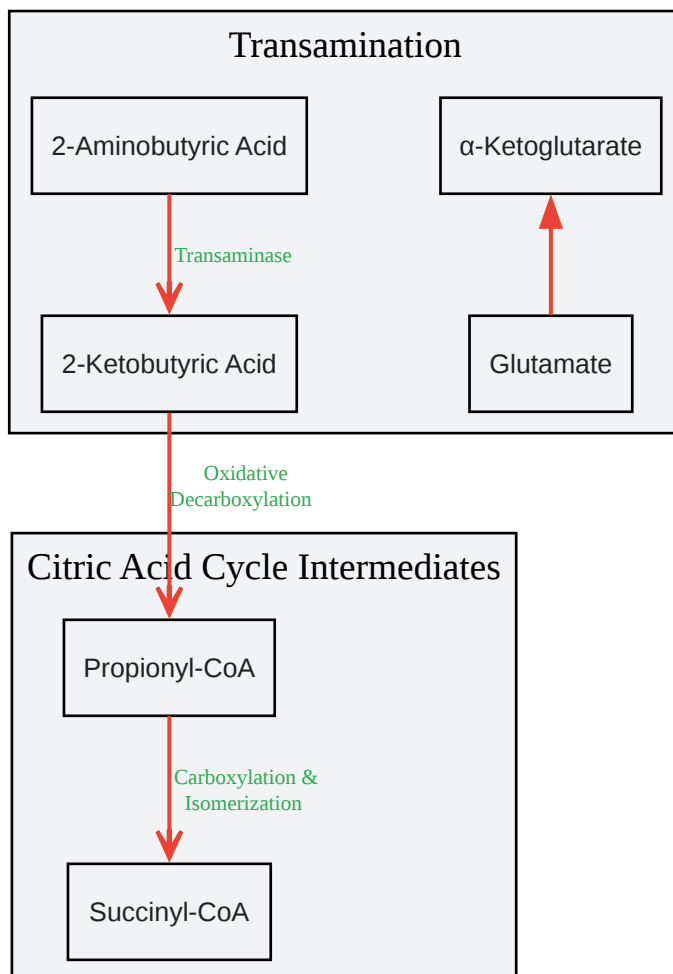 Transamination
2-Aminobutyric Acid
α-Ketoglutarate
Transaminase
2-Ketobutyric Acid
Glutamate
Oxidative
Decarboxylation
Citric Acid Cycle Intermediates
Propionyl-CoA
Carboxylation &
Isomerization
Succinyl-CoA